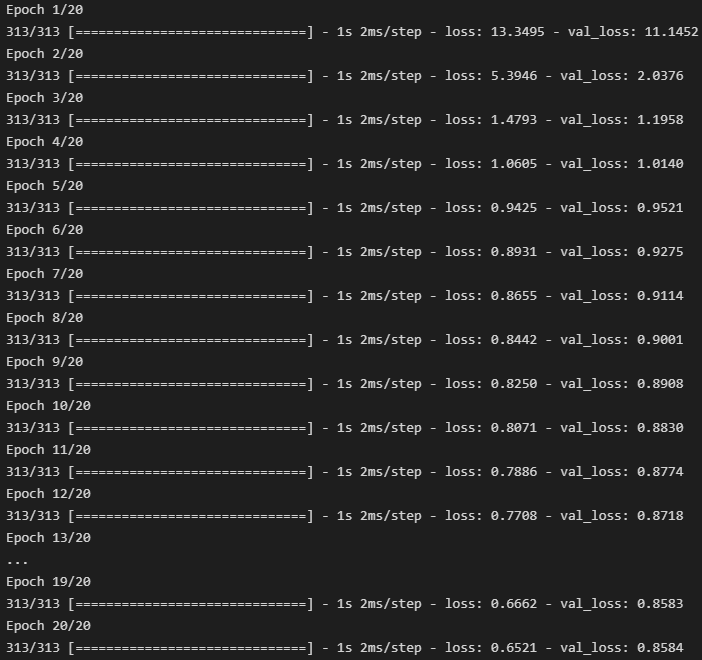 Epoch 1/20
313/313 [==============================] - 1s 2ms/step - loss: 13.3495 - val_loss: 11.1452
Epoch 2/20
313/313 [==============================] - 1s 2ms/step - loss: 5.3946 - val_loss: 2.0376
Epoch 3/20
313/313 [==============================] - 1s 2ms/step - loss: 1.4793 - val_loss: 1.1958
Epoch 4/20
313/313 [==============================] - 1s 2ms/step - loss: 1.0605 - val_loss: 1.0140
Epoch 5/20
313/313 [==============================] - 1s 2ms/step - loss: 0.9425 - val_loss: 0.9521
Epoch 6/20
313/313 [==============================] - 1s 2ms/step - loss: 0.8931 - val_loss: 0.9275
Epoch 7/20
313/313 [==============================] - 1s 2ms/step - loss: 0.8655 - val_loss: 0.9114
Epoch 8/20
313/313 [==============================] - 1s 2ms/step - loss: 0.8442 - val_loss: 0.9001
Epoch 9/20
313/313 [==============================] - 1s 2ms/step - loss: 0.8250 - val_loss: 0.8908
Epoch 10/20
313/313 [==============================] - 1s 2ms/step - loss: 0.8071 - val_loss: 0.8830
Epoch 11/20
313/313 [==============================] - 1s 2ms/step - loss: 0.7886 - val_loss: 0.8774
Epoch 12/20
313/313 [==============================] - 1s 2ms/step - loss: 0.7708 - val_loss: 0.8718
Epoch 13/20
...
Epoch 19/20
313/313 [==============================] - 1s 2ms/step - loss: 0.6662 - val_loss: 0.8583
Epoch 20/20
313/313 [==============================] - 1s 2ms/step - loss: 0.6521 - val_loss: 0.8584